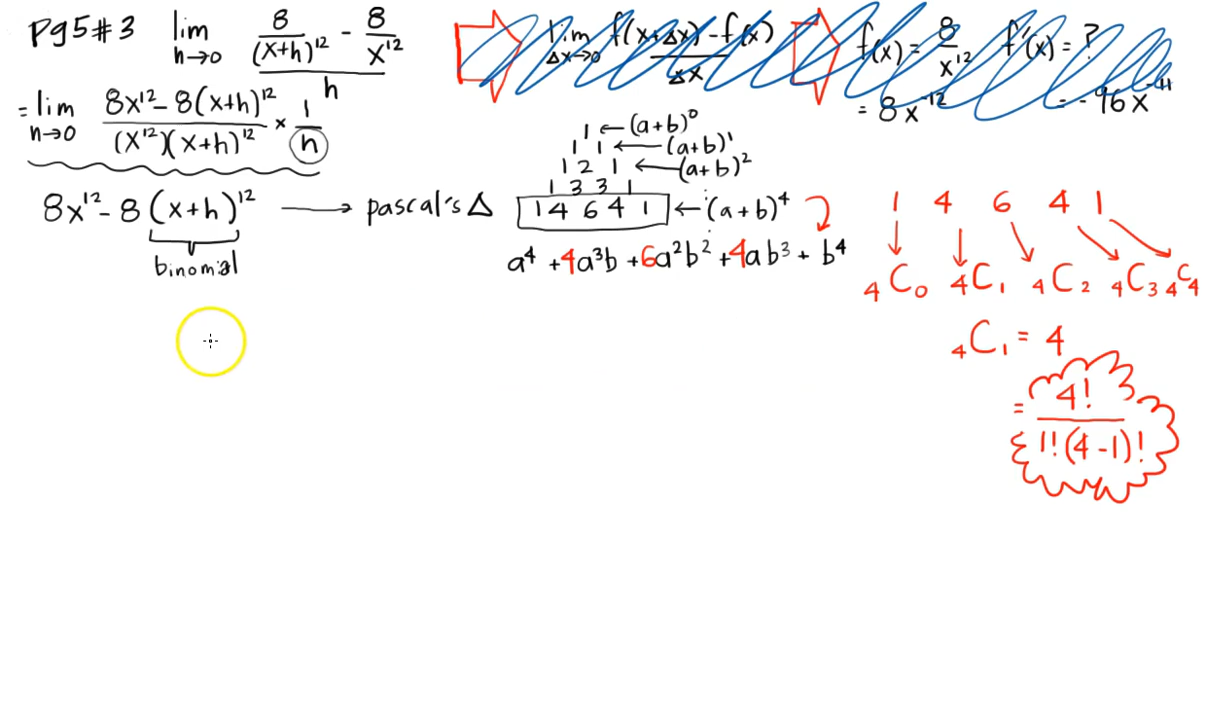 Pg5#3 lim h→0 8/(x+h)^12 - 8/x^12 / h
lim Δx→0 f(x+Δx)-f(x) / Δx
f(x) = 8/x^12 f'(x) = ?
= 8x^-12 = -96x^-11
= lim h→0 8x^12 - 8(x+h)^12 / (x^12)(x+h)^12 × 1/h
1 ← (a+b)^0
1 1 ← (a+b)^1
1 2 1 ← (a+b)^2
1 3 3 1
1 4 6 4 1 ← (a+b)^4
8x^12 - 8(x+h)^12 → pascal's Δ
binomial
a^4 + 4a^3b + 6a^2b^2 + 4ab^3 + b^4
1 4 6 4 1
4C0 4C1 4C2 4C3 4C4
4C1 = 4
= 4! / 1!(4-1)!